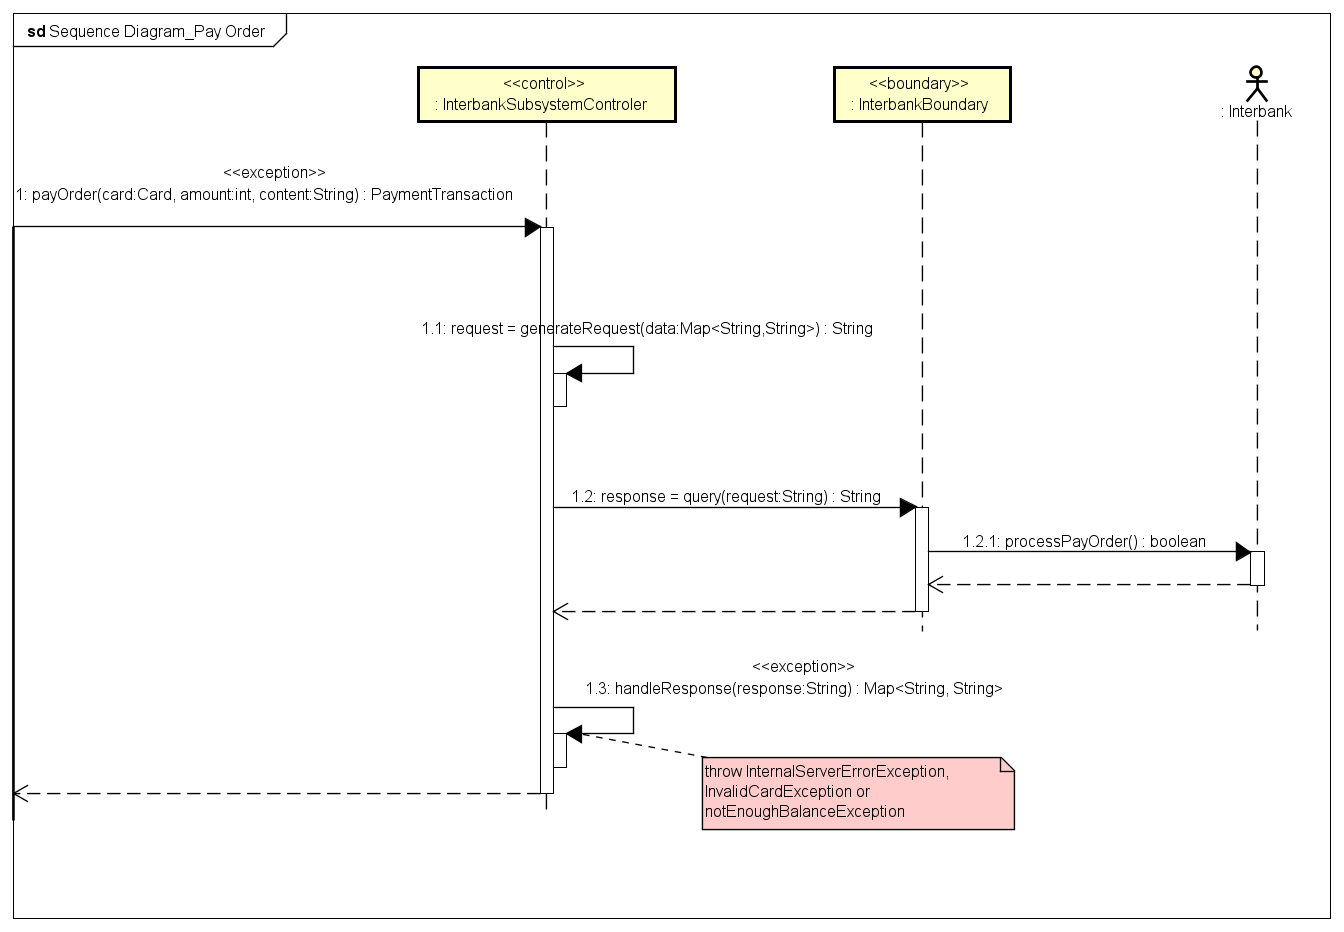 sd Sequence Diagram_Pay Order
<<control>>
: InterbankSubsystemControler
<<boundary>>
: InterbankBoundary
: Interbank
<<exception>>
1: payOrder(card:Card, amount:int, content:String) : PaymentTransaction
1.1: request = generateRequest(data:Map<String,String>) : String
1.2: response = query(request:String) : String
1.2.1: processPayOrder() : boolean
<<exception>>
1.3: handleResponse(response:String) : Map<String, String>
throw InternalServerErrorException,
InvalidCardException or
notEnoughBalanceException